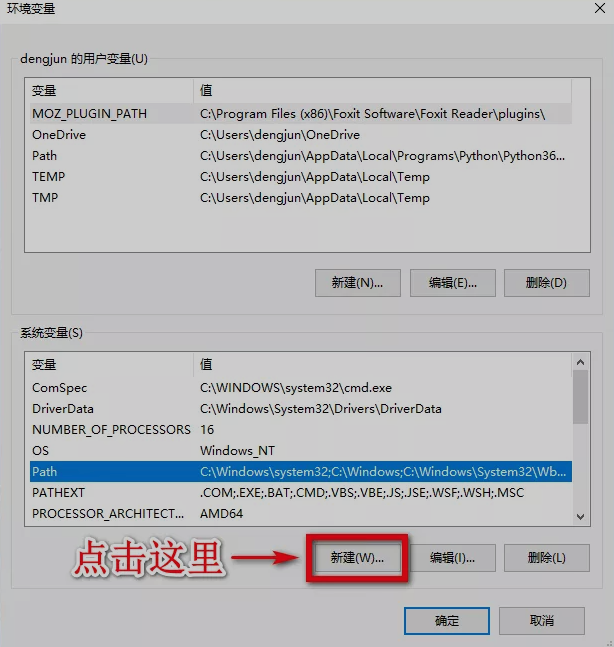 环境变量
dengjun 的用户变量(U)
变量 值
MOZ_PLUGIN_PATH C:\Program Files (x86)\Foxit Software\Foxit Reader\plugins\
OneDrive C:\Users\dengjun\OneDrive
Path C:\Users\dengjun\AppData\Local\Programs\Python\Python36...
TEMP C:\Users\dengjun\AppData\Local\Temp
TMP C:\Users\dengjun\AppData\Local\Temp
新建(N)... 编辑(E)... 删除(D)
系统变量(S)
变量 值
ComSpec C:\WINDOWS\system32\cmd.exe
DriverData C:\Windows\System32\Drivers\DriverData
NUMBER_OF_PROCESSORS 16
OS Windows_NT
Path C:\Windows\system32;C:\Windows;C:\Windows\System32\Wb...
PATHEXT .COM;.EXE;.BAT;.CMD;.VBS;.VBE;.JS;.JSE;.WSF;.WSH;.MSC
PROCESSOR_ARCHITECT... AMD64
点击这里 新建(W)... 编辑(I)... 删除(L)
确定 取消